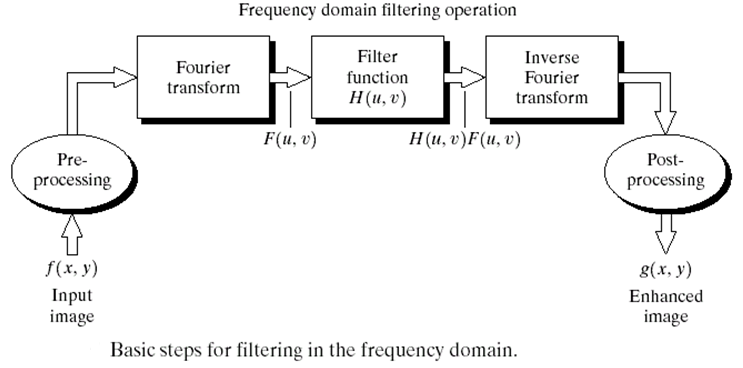 Frequency domain filtering operation
Fourier
transform
Filter
function
H(u, v)
Inverse
Fourier
transform
F(u, v)
H(u, v)F(u, v)
Pre-
processing
Post-
processing
f(x, y)
Input
image
g(x, y)
Enhanced
image
Basic steps for filtering in the frequency domain.